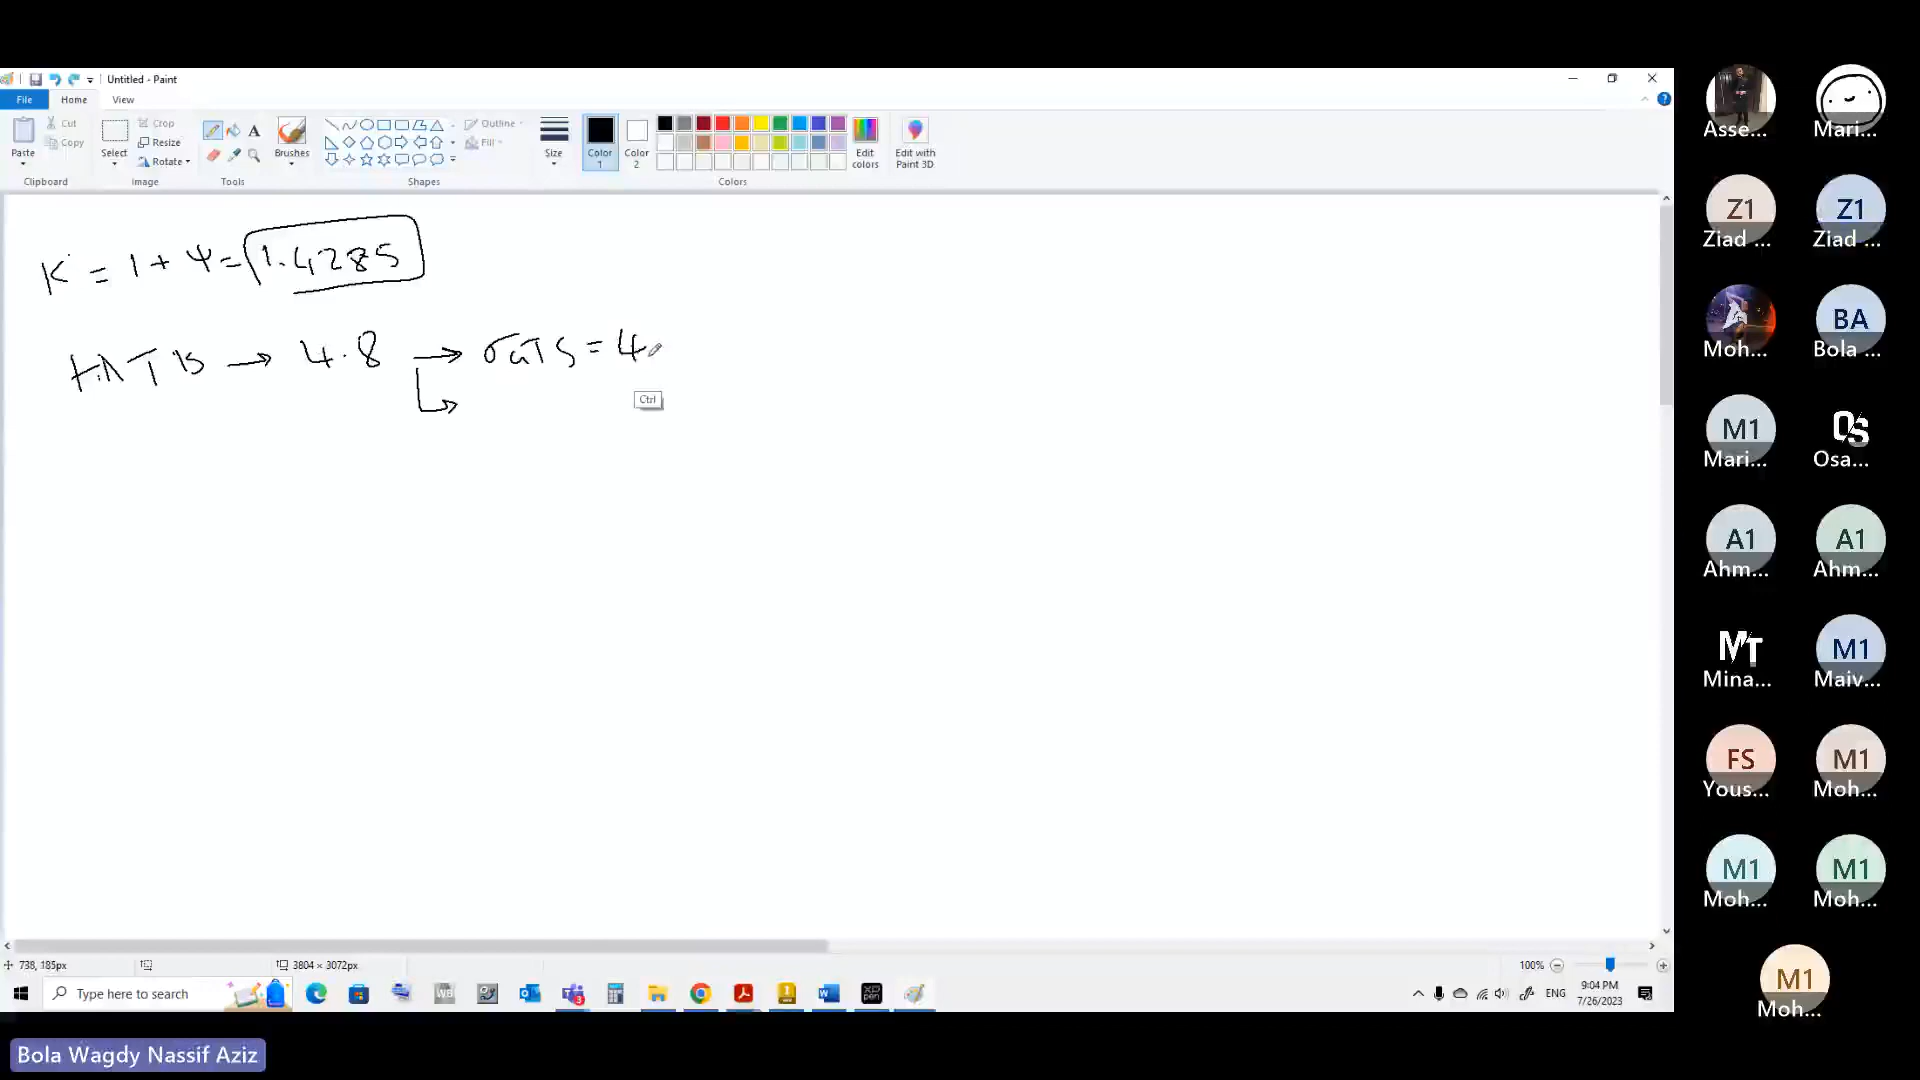 Untitled - Paint
File Home View
Cut
Copy
Paste
Clipboard
Crop
Resize
Rotate
Select
Image
Tools
Brushes
Outline
Fill
Shapes
Size
Color 1
Color 2
Edit colors
Colors
Edit with Paint 3D
K = 1 + Ψ = 1.4285
→ 4.8 → = 4
Ctrl
738, 185px
3804 × 3072px
100%
Type here to search
ENG
9:04 PM
7/26/2023
Asse...
Mari...
Z1
Ziad ...
Z1
Ziad ...
Moh...
BA
Bola ...
M1
Mari...
OS
Osa...
A1
Ahm...
A1
Ahm...
MT
Mina...
M1
Maiv...
FS
Yous...
M1
Moh...
M1
Moh...
M1
Moh...
M1
Moh...
Bola Wagdy Nassif Aziz